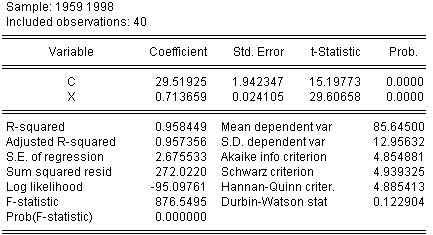 Sample: 1959 1998
Included observations: 40
Variable Coefficient Std. Error t-Statistic Prob.
C 29.51925 1.942347 15.19773 0.0000
X 0.713659 0.024105 29.60658 0.0000
R-squared 0.958449 Mean dependent var 85.64500
Adjusted R-squared 0.957356 S.D. dependent var 12.95632
S.E. of regression 2.675533 Akaike info criterion 4.854881
Sum squared resid 272.0220 Schwarz criterion 4.939325
Log likelihood -95.09761 Hannan-Quinn criter. 4.885413
F-statistic 876.5495 Durbin-Watson stat 0.122904
Prob(F-statistic) 0.000000